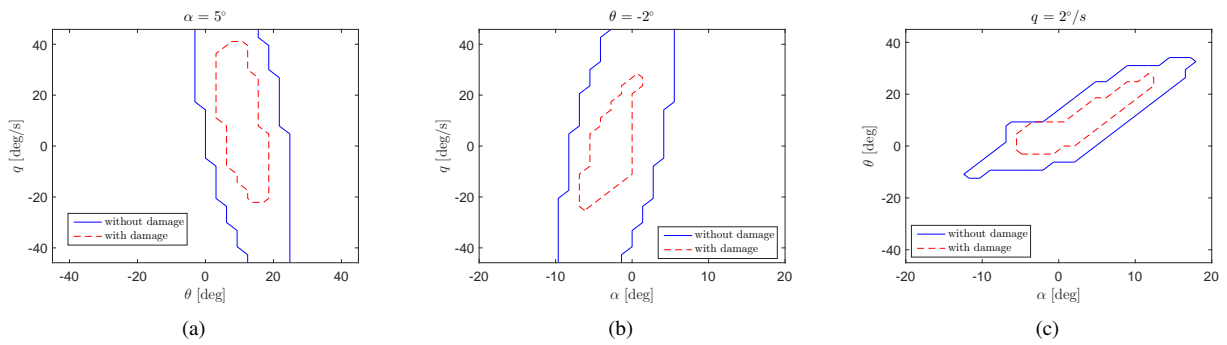 α = 5°
40
20
0
-20
-40
q [deg/s]
without damage
with damage
-40
-20
0
20
40
θ [deg]
(a)
θ = -2°
40
20
0
-20
-40
q [deg/s]
without damage
with damage
-20
-10
0
10
20
α [deg]
(b)
q = 2°/s
40
20
0
-20
-40
θ [deg]
without damage
with damage
-20
-10
0
10
20
α [deg]
(c)